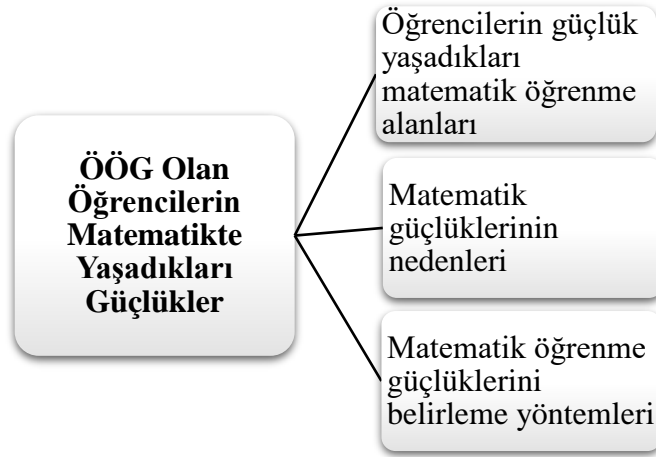 ÖÖG Olan
Öğrencilerin
Matematikte
Yaşadıkları
Güçlükler
Öğrencilerin güçlük
yaşadıkları
matematik öğrenme
alanları
Matematik
güçlüklerinin
nedenleri
Matematik öğrenme
güçlüklerini
belirleme yöntemleri